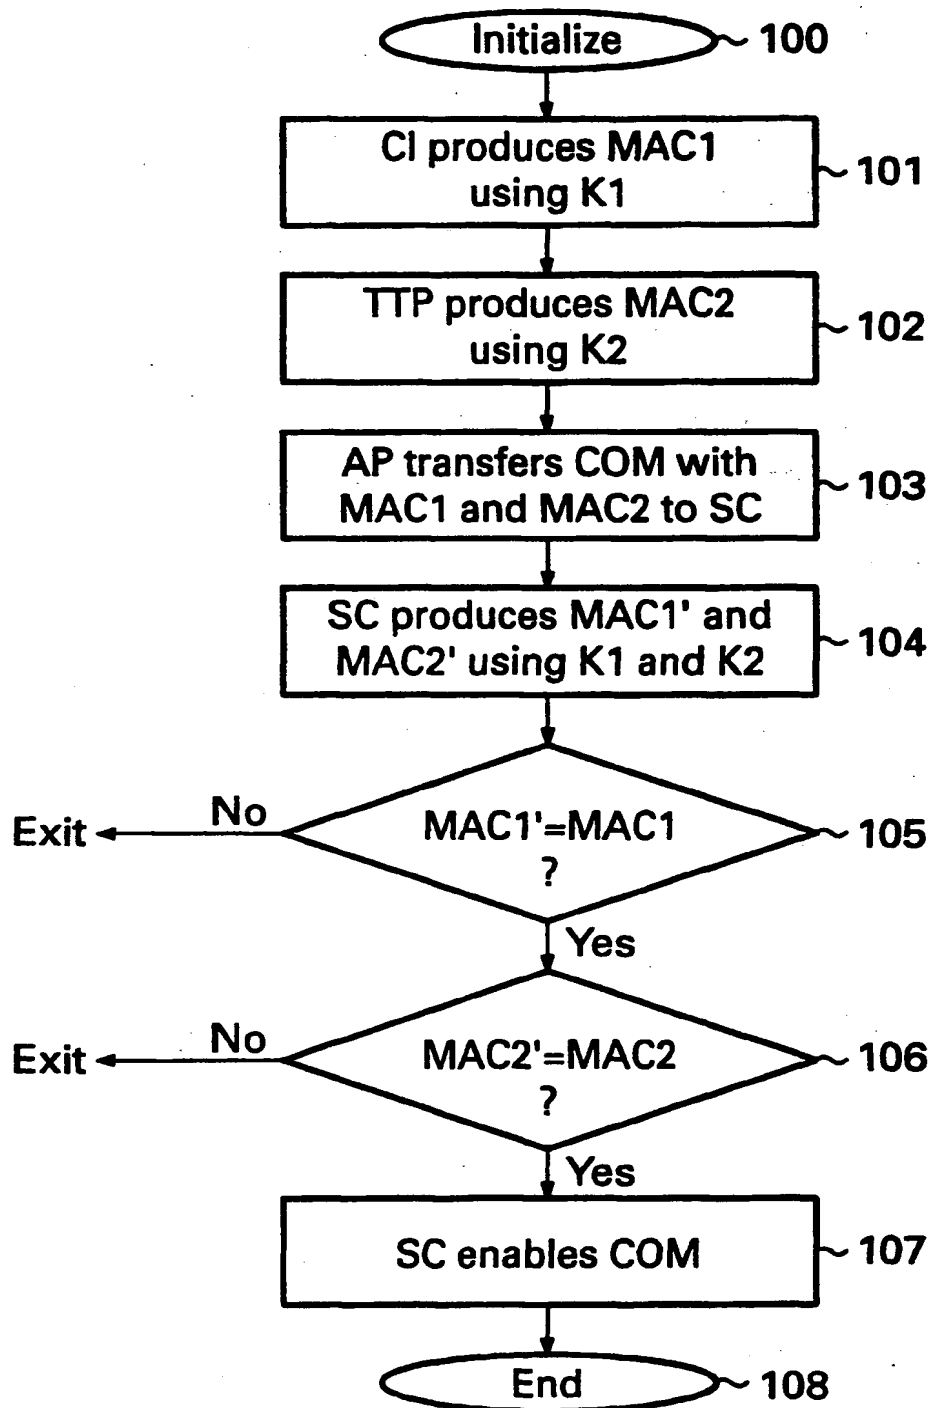 Initialize
100
CI produces MAC1
using K1
101
TTP produces MAC2
using K2
102
AP transfers COM with
MAC1 and MAC2 to SC
103
SC produces MAC1' and
MAC2' using K1 and K2
104
MAC1'=MAC1
?
105
No
Exit
Yes
MAC2'=MAC2
?
106
No
Exit
Yes
SC enables COM
107
End
108